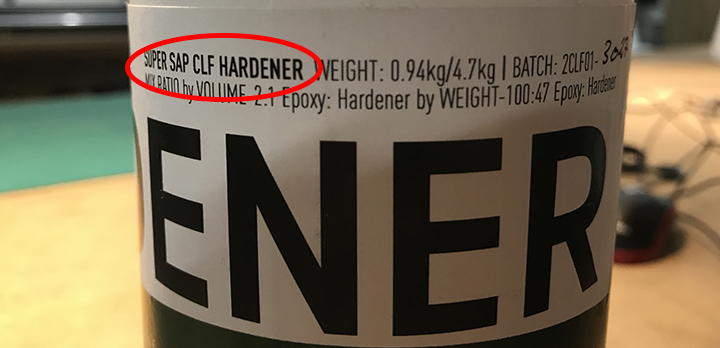 SUPER SAP CLF HARDENER WEIGHT: 0.94kg/4.7kg | BATCH: 2CLF01-
MIX RATIO by VOLUME-2:1 Epoxy: Hardener by WEIGHT-100:47 Epoxy: Hardener
ENER